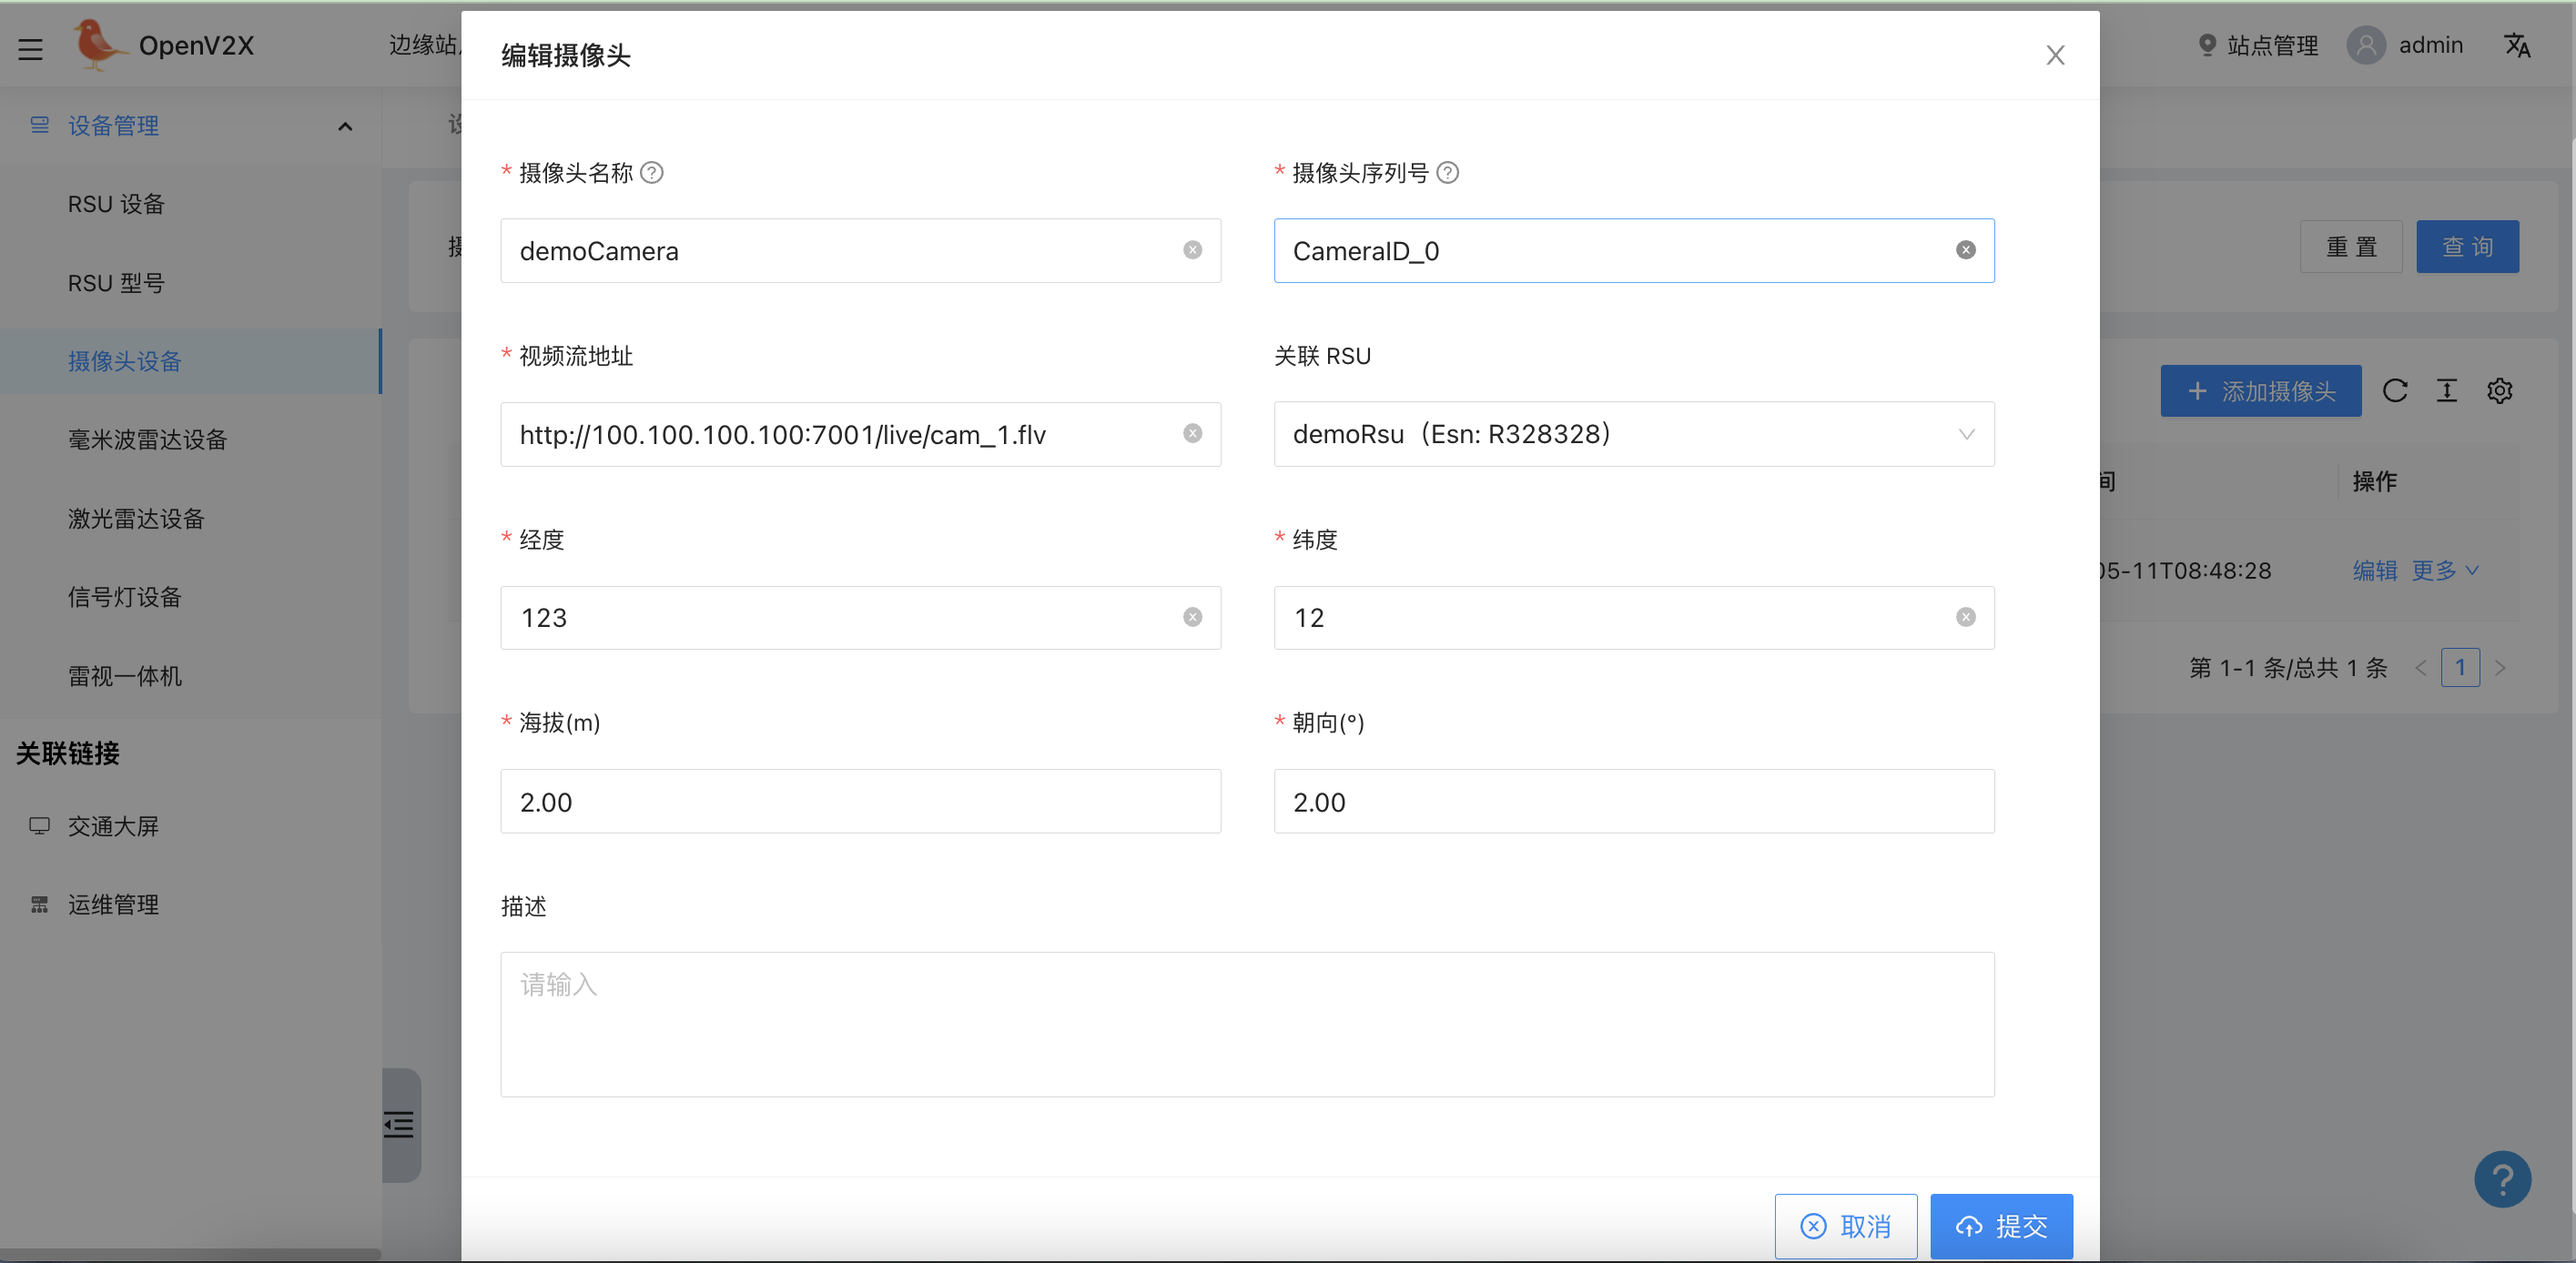 OpenV2X
边缘站
站点管理
admin
设备管理
RSU 设备
RSU 型号
摄像头设备
毫米波雷达设备
激光雷达设备
信号灯设备
雷视一体机
关联链接
交通大屏
运维管理
编辑摄像头
* 摄像头名称
* 摄像头序列号
demoCamera
CameraID_0
* 视频流地址
关联 RSU
http://100.100.100.100:7001/live/cam_1.flv
demoRsu（Esn: R328328）
* 经度
* 纬度
123
12
* 海拔(m)
* 朝向(°)
2.00
2.00
描述
请输入
取消
提交
重 置
查 询
添加摄像头
间
操作
05-11T08:48:28
编辑 更多
第 1-1 条/总共 1 条
1